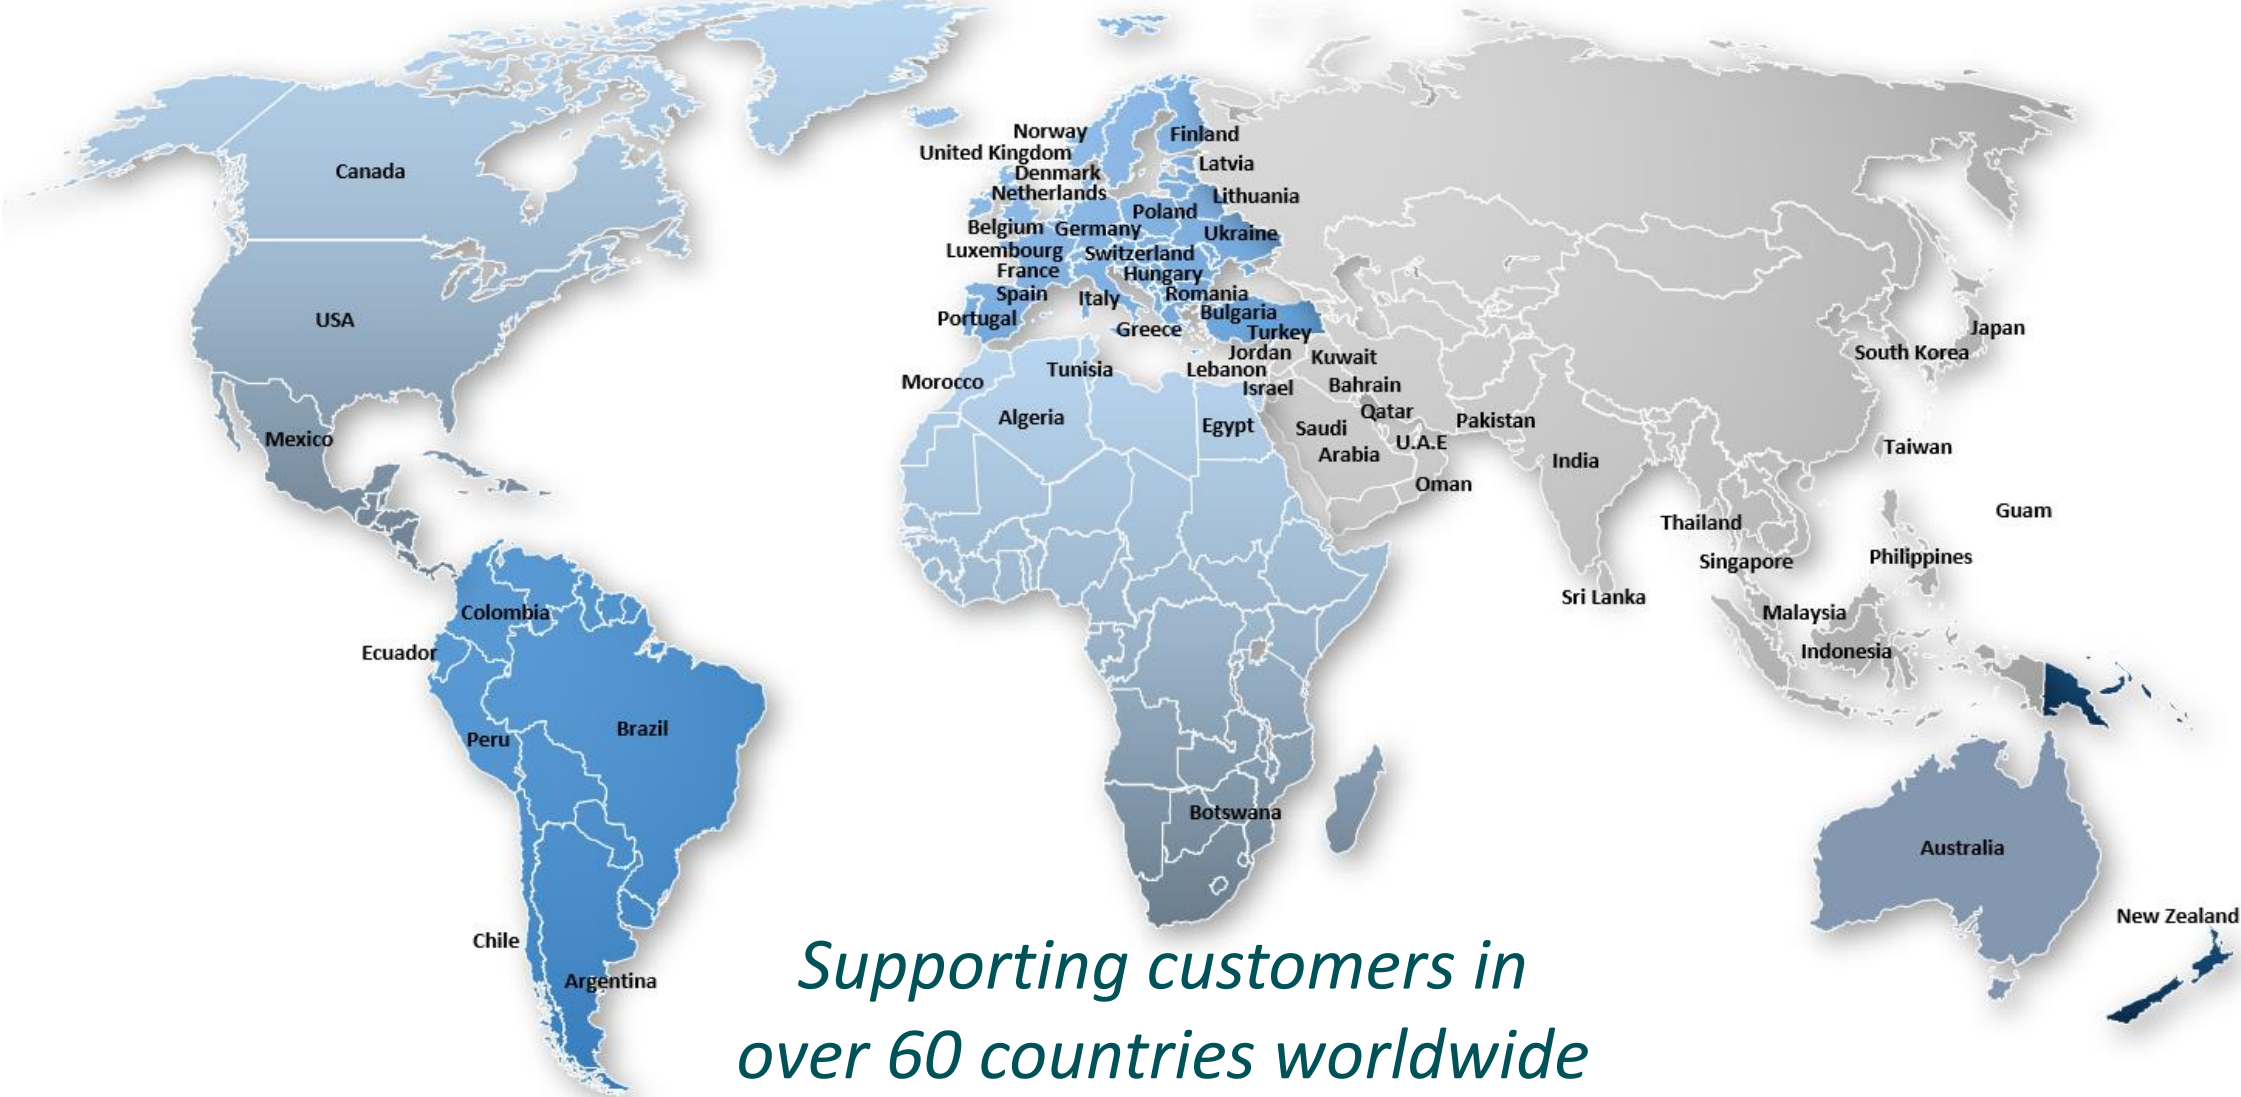 Canada
USA
Mexico
Colombia
Ecuador
Peru
Brazil
Chile
Argentina
Norway
Finland
United Kingdom
Latvia
Denmark
Netherlands
Lithuania
Poland
Belgium
Germany
Ukraine
Luxembourg
Switzerland
France
Hungary
Spain
Italy
Romania
Portugal
Bulgaria
Greece
Turkey
Jordan
Kuwait
Morocco
Tunisia
Lebanon
Israel
Bahrain
Algeria
Egypt
Qatar
Saudi
Arabia
U.A.E
Pakistan
Oman
India
Sri Lanka
Botswana
Japan
South Korea
Taiwan
Guam
Thailand
Singapore
Philippines
Malaysia
Indonesia
Australia
New Zealand
Supporting customers in
over 60 countries worldwide